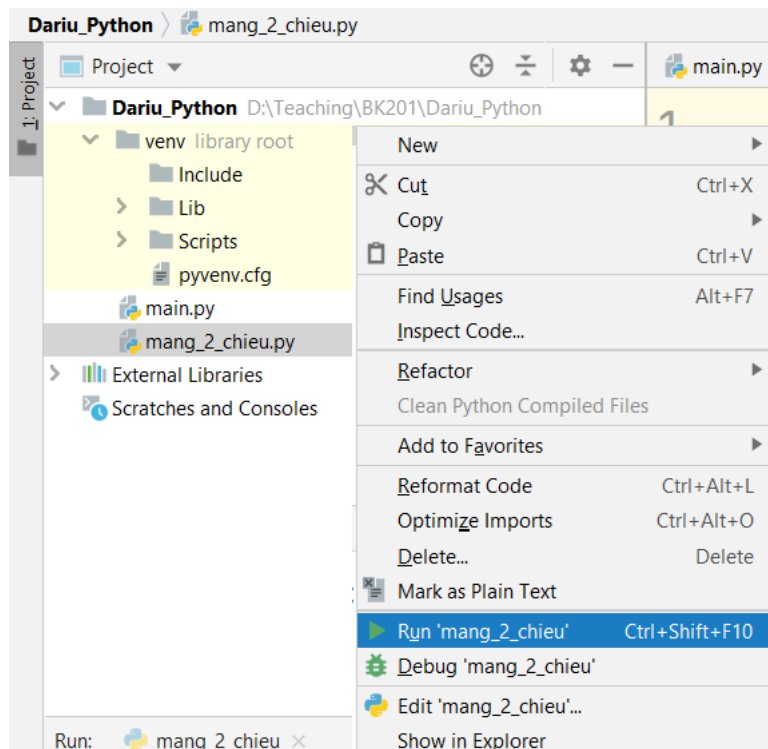 Dariu_Python mang_2_chieu.py
1: Project
Project
main.py
Dariu_Python D:\Teaching\BK201\Dariu_Python
1
venv library root
Include
Lib
Scripts
pyvenv.cfg
main.py
mang_2_chieu.py
External Libraries
Scratches and Consoles
New
Cut Ctrl+X
Copy
Paste Ctrl+V
Find Usages Alt+F7
Inspect Code...
Refactor
Clean Python Compiled Files
Add to Favorites
Reformat Code Ctrl+Alt+L
Optimize Imports Ctrl+Alt+O
Delete... Delete
Mark as Plain Text
Run 'mang_2_chieu' Ctrl+Shift+F10
Debug 'mang_2_chieu'
Edit 'mang_2_chieu'...
Show in Explorer
Run: mang_2_chieu